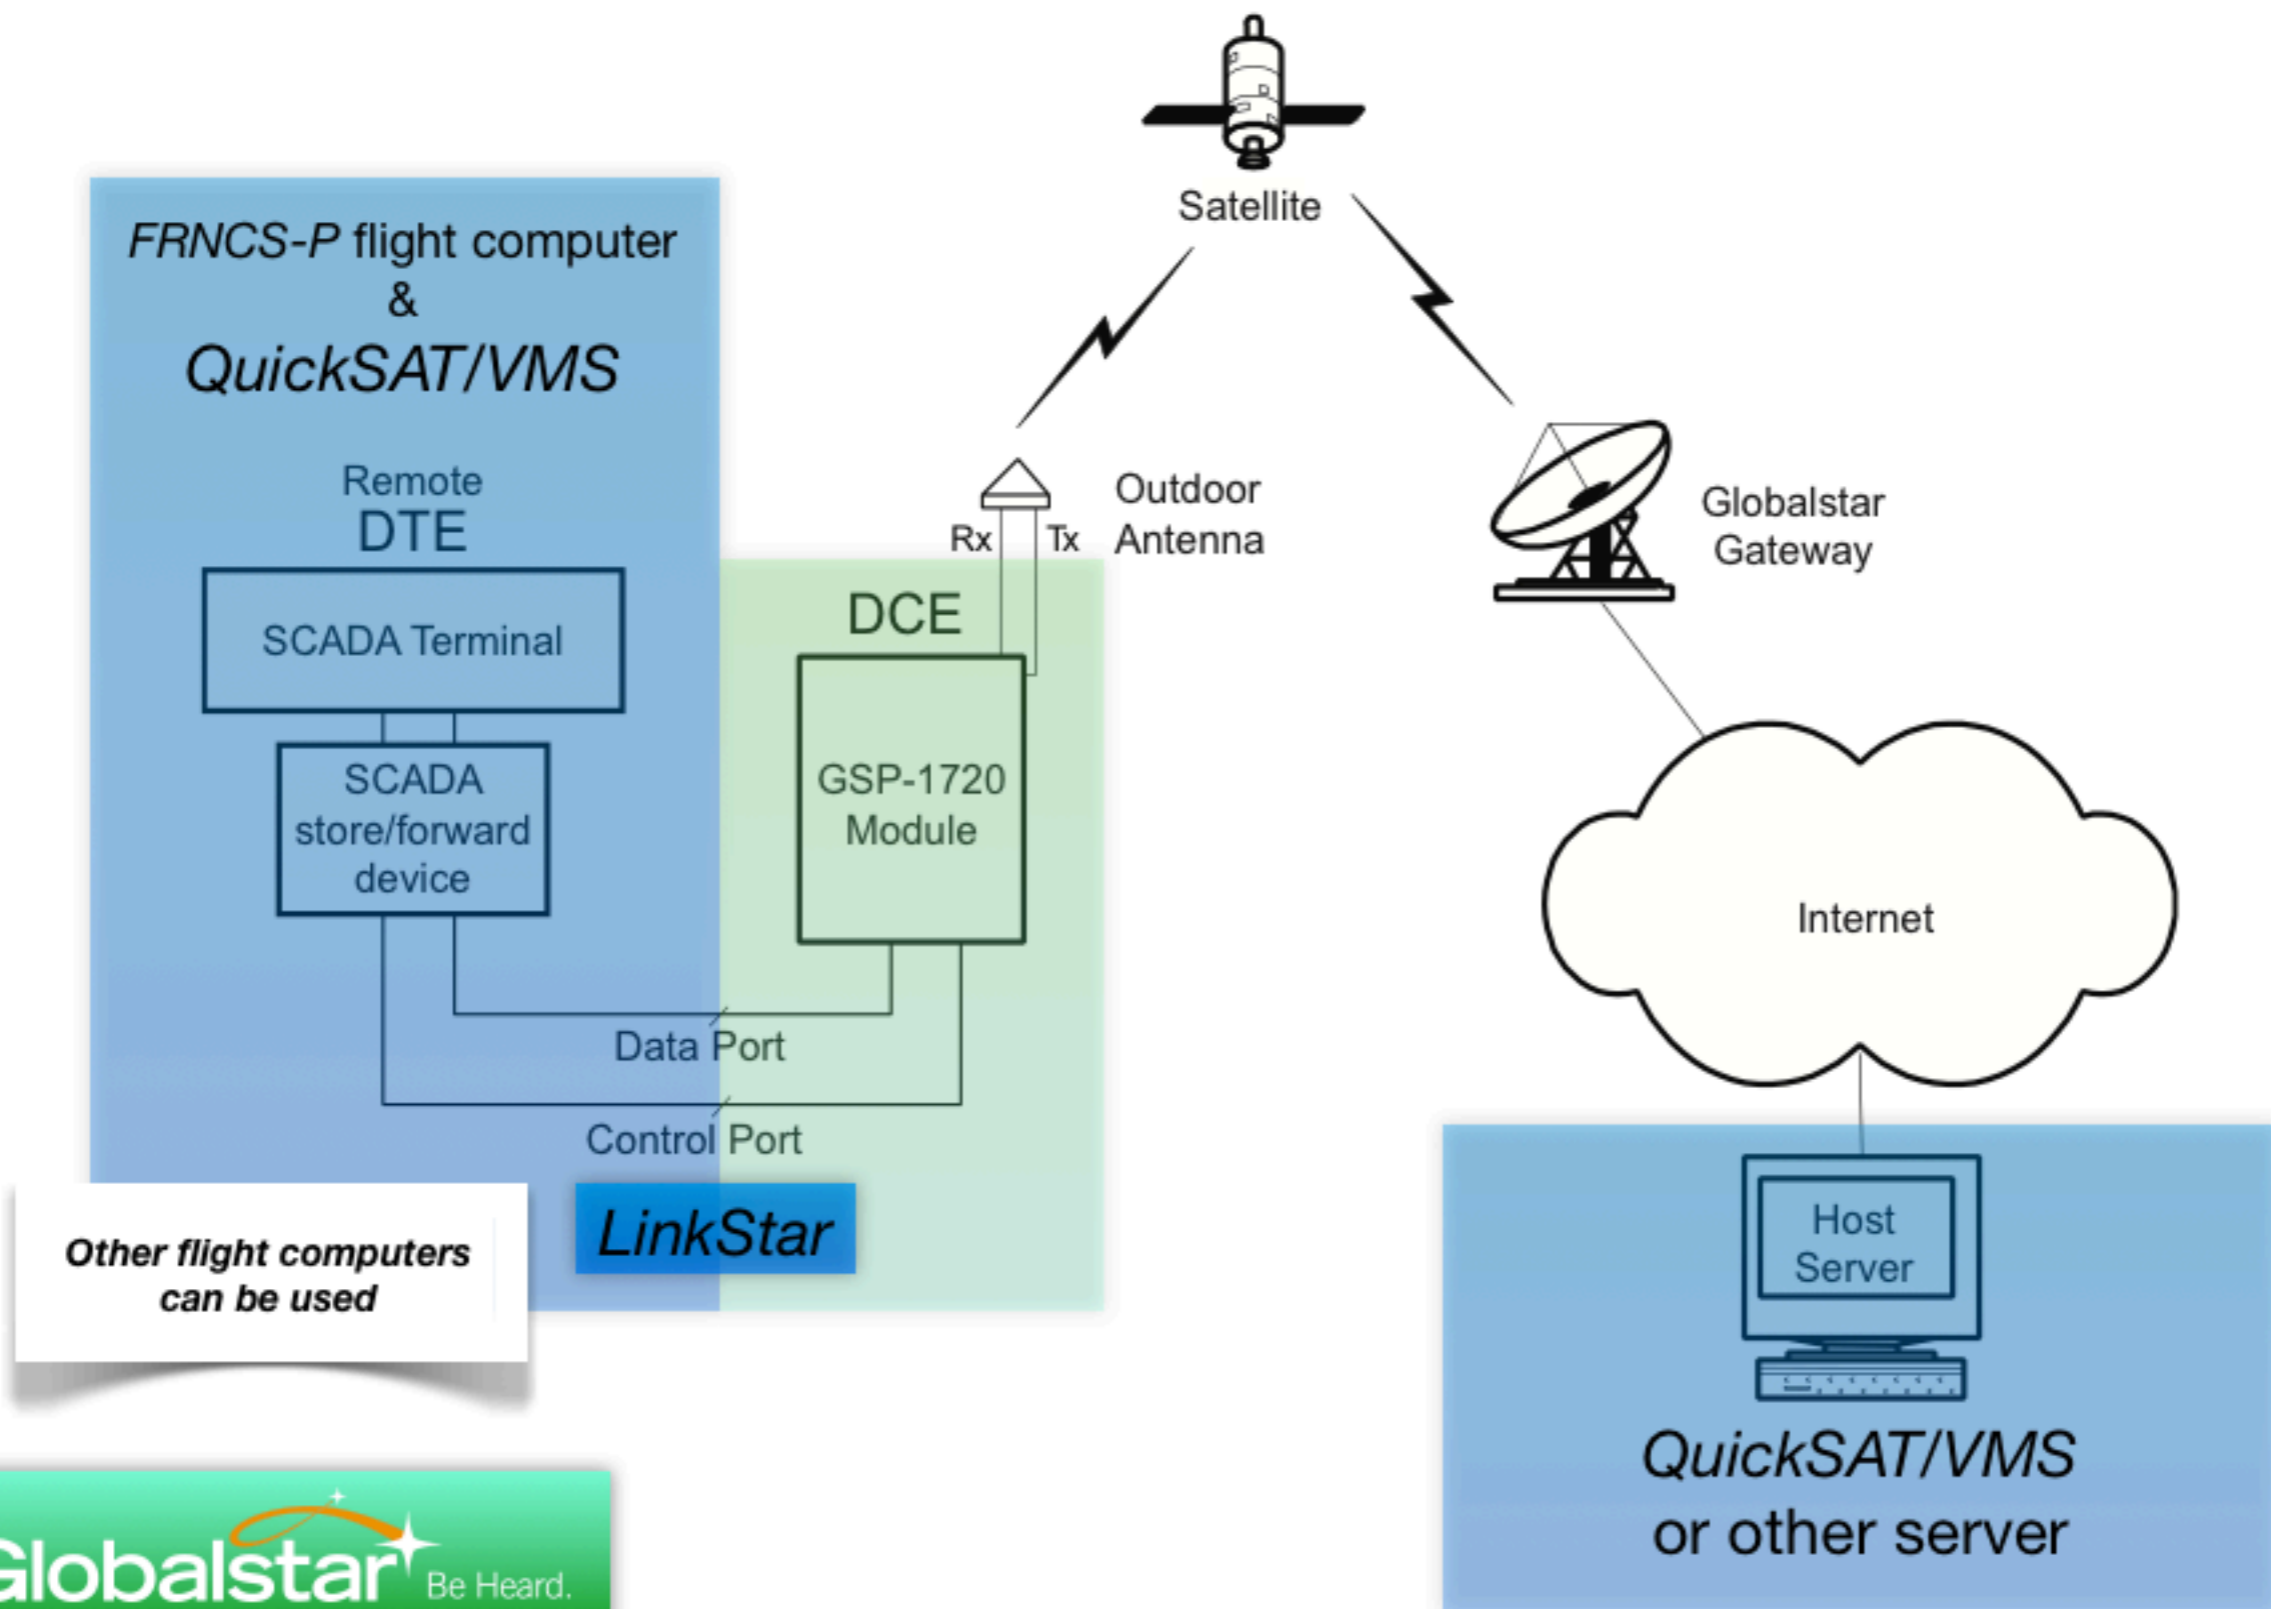 Satellite
FRNCS-P flight computer
&
QuickSAT/VMS
Remote
DTE
SCADA Terminal
SCADA
store/forward
device
Outdoor
Antenna
Rx
Tx
DCE
GSP-1720
Module
Data Port
Control Port
LinkStar
Other flight computers
can be used
Globalstar
Gateway
Internet
Host
Server
QuickSAT/VMS
or other server
Globalstar
Be Heard.